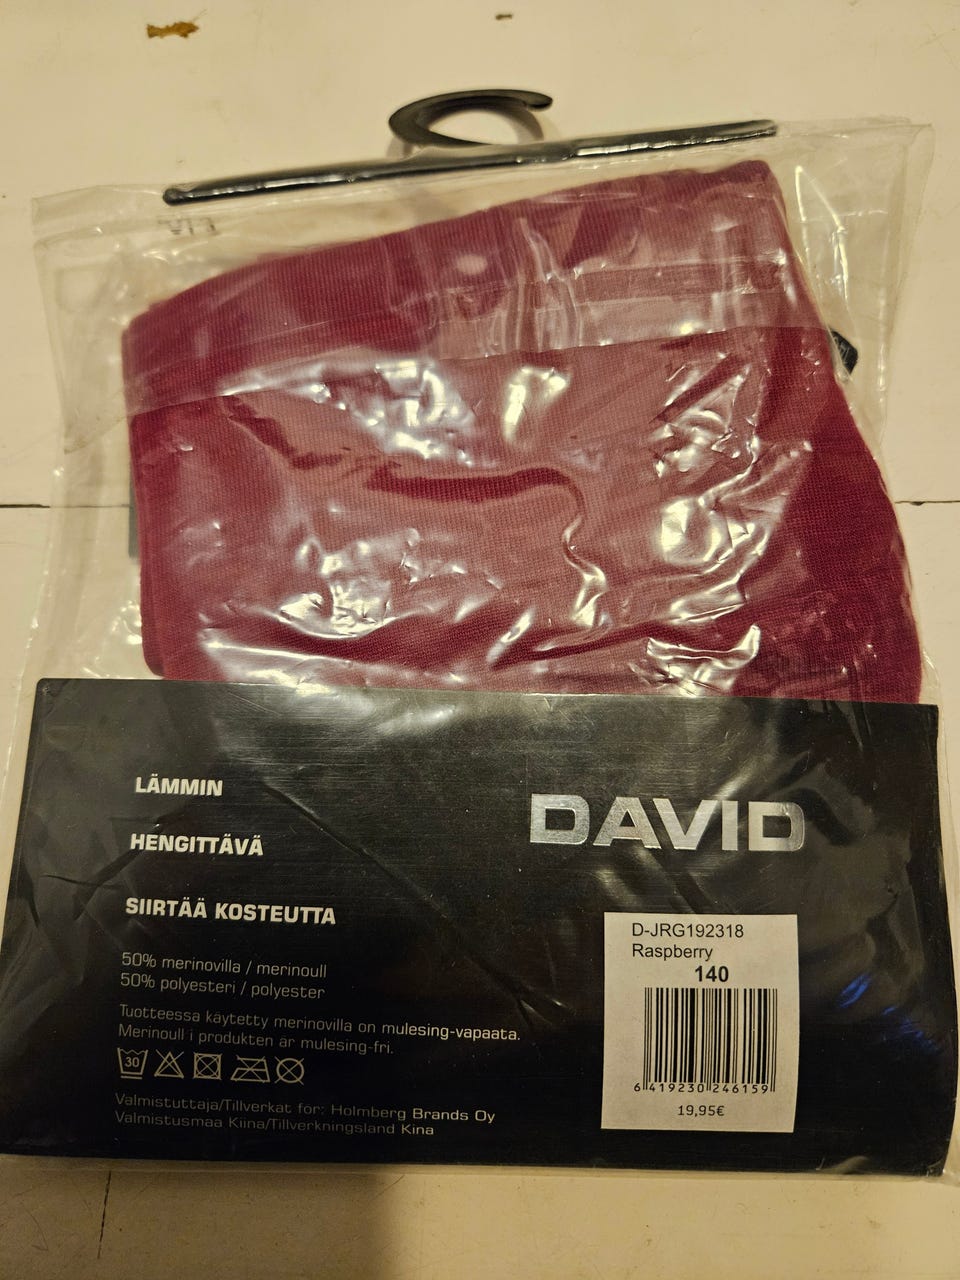 LÄMMIN
HENGITTÄVÄ
SIIRTÄÄ KOSTEUTTA
DAVID
50% merinovilla / merinoull
50% polyesteri / polyester
Tuotteessa käytetty merinovilla on mulesing-vapaata.
Merinoull i produkten är mulesing-fri.
30
Valmistuttaja/Tillverkat för: Holmberg Brands Oy
Valmistusmaa Kiina/Tillverkningsland Kina
D-JRG192318
Raspberry
140
6 419230 246159
19,95€